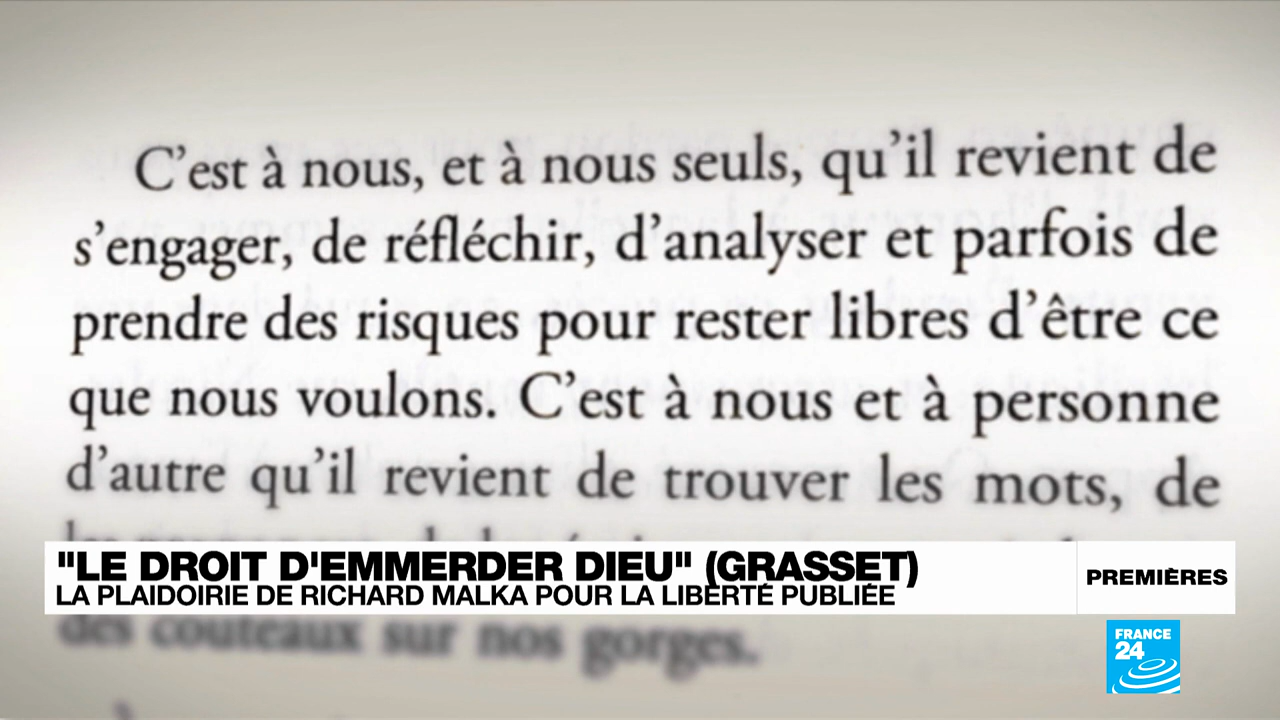 C’est à nous, et à nous seuls, qu’il revient de
s’engager, de réfléchir, d’analyser et parfois de
prendre des risques pour rester libres d’être ce
que nous voulons. C’est à nous et à personne
d’autre qu’il revient de trouver les mots, de
"LE DROIT D'EMMERDER DIEU" (GRASSET)
LA PLAIDOIRIE DE RICHARD MALKA POUR LA LIBERTÉ PUBLIÉE
PREMIÈRES
des couteaux sur nos gorges.
FRANCE
24